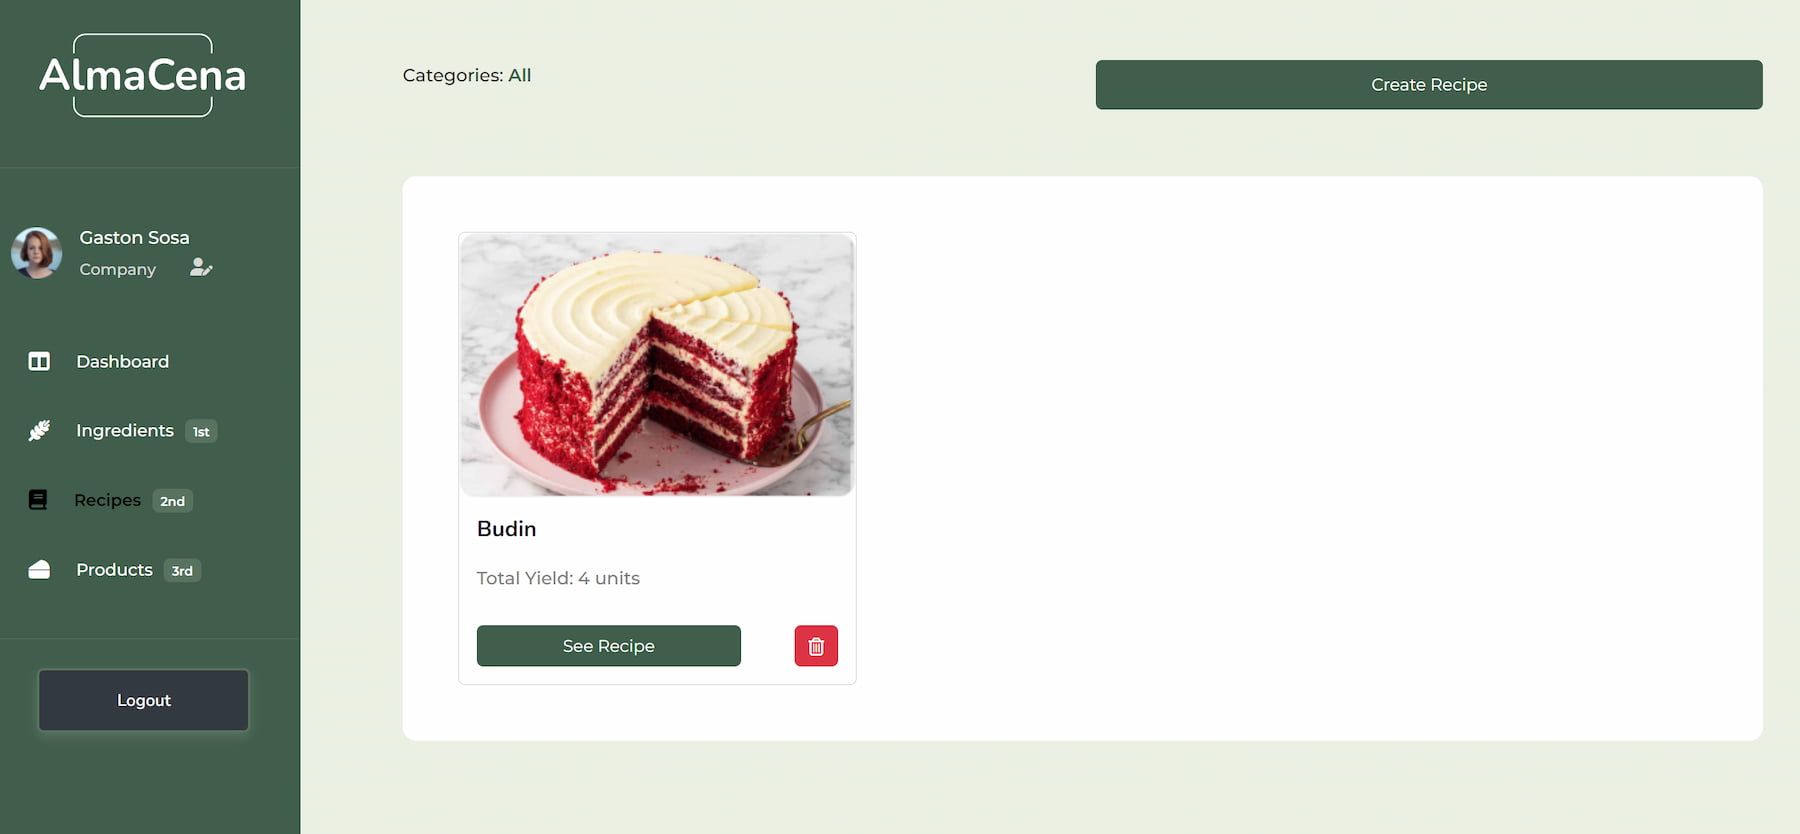 AlmaCena
Gaston Sosa
Company
Dashboard
Ingredients 1st
Recipes 2nd
Products 3rd
Logout
Categories: All
Create Recipe
Budin
Total Yield: 4 units
See Recipe